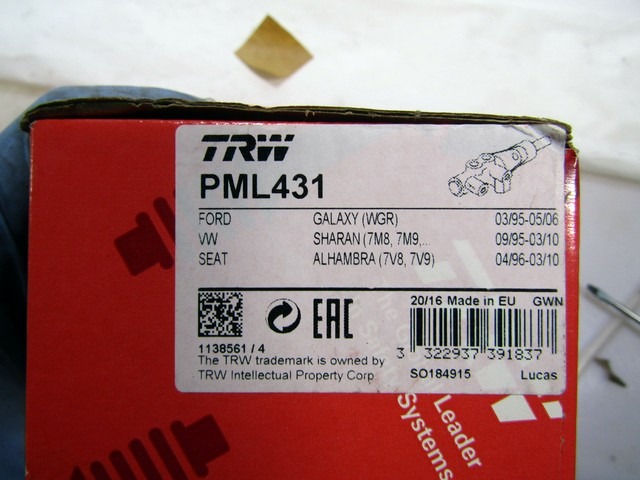 TRW
PML431
FORD GALAXY (WGR) 03/95-05/06
VW SHARAN (7M8, 7M9,... 09/95-03/10
SEAT ALHAMBRA (7V8, 7V9) 04/96-03/10
20/16 Made in EU GWN
EAC
1138561 / 4
3 322937 391837
The TRW trademark is owned by
TRW Intellectual Property Corp
SO184915 Lucas
Leader
Systems